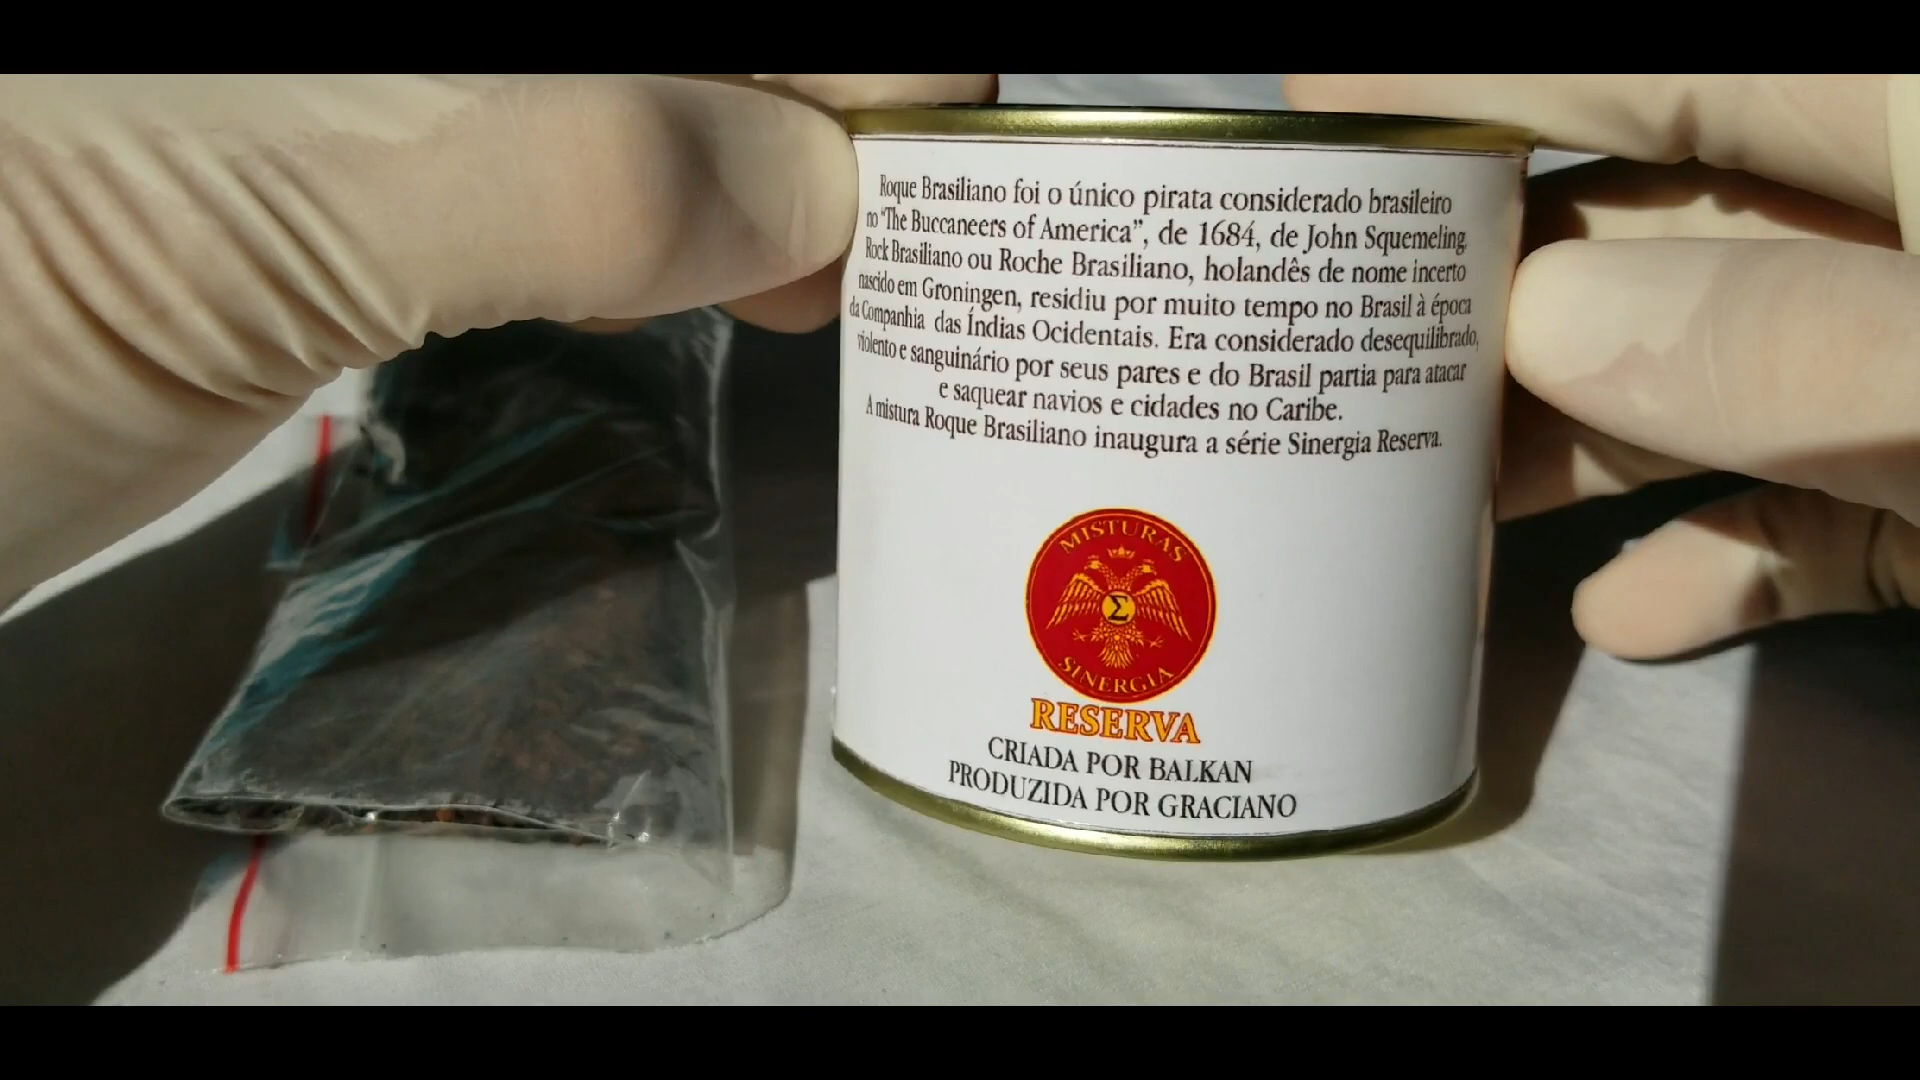 Roque Brasiliano foi o único pirata considerado brasileiro
no "The Buccaneers of America", de 1684, de John Squemeling.
Rock Brasiliano ou Roche Brasiliano, holandês de nome incerto
nascido em Groningen, residiu por muito tempo no Brasil à época
da Companhia das Índias Ocidentais. Era considerado desequilibrado,
violento e sanguinário por seus pares e do Brasil partia para atacar
e saquear navios e cidades no Caribe.
A mistura Roque Brasiliano inaugura a série Sinergia Reserva.
MISTURAS
Σ
SINERGIA
RESERVA
CRIADA POR BALKAN
PRODUZIDA POR GRACIANO